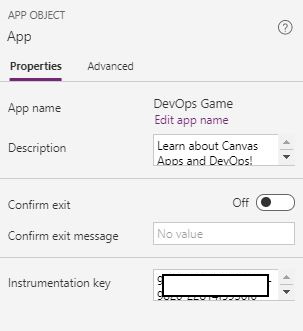 APP OBJECT
App
Properties Advanced
App name DevOps Game
Edit app name
Description Learn about Canvas
Apps and DevOps!
Confirm exit Off
Confirm exit message No value
Instrumentation key